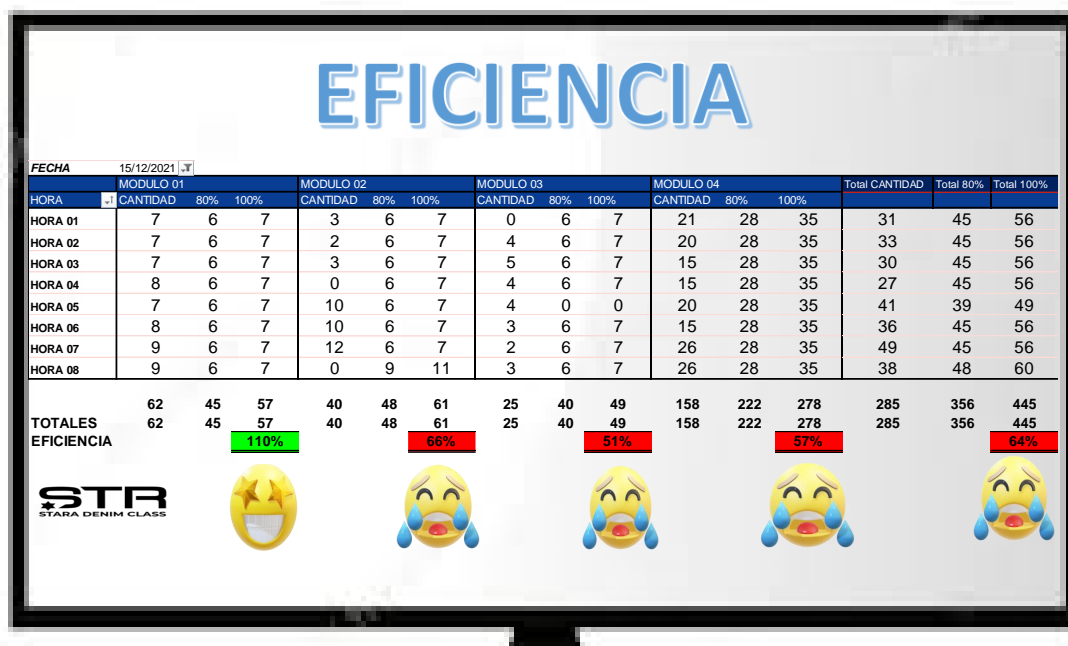 EFICIENCIA
FECHA 15/12/2021
MODULO 01 MODULO 02 MODULO 03 MODULO 04 Total CANTIDAD Total 80% Total 100%
HORA CANTIDAD 80% 100% CANTIDAD 80% 100% CANTIDAD 80% 100% CANTIDAD 80% 100%
HORA 01 7 6 7 3 6 7 0 6 7 21 28 35 31 45 56
HORA 02 7 6 7 2 6 7 4 6 7 20 28 35 33 45 56
HORA 03 7 6 7 3 6 7 5 6 7 15 28 35 30 45 56
HORA 04 8 6 7 0 6 7 4 6 7 15 28 35 27 45 56
HORA 05 7 6 7 10 6 7 4 0 0 20 28 35 41 39 49
HORA 06 8 6 7 10 6 7 3 6 7 15 28 35 36 45 56
HORA 07 9 6 7 12 6 7 2 6 7 26 28 35 49 45 56
HORA 08 9 6 7 0 9 11 3 6 7 26 28 35 38 48 60
62 45 57 40 48 61 25 40 49 158 222 278 285 356 445
TOTALES 62 45 57 40 48 61 25 40 49 158 222 278 285 356 445
EFICIENCIA 110% 66% 51% 57% 64%
STR
STARA DENIM CLASS